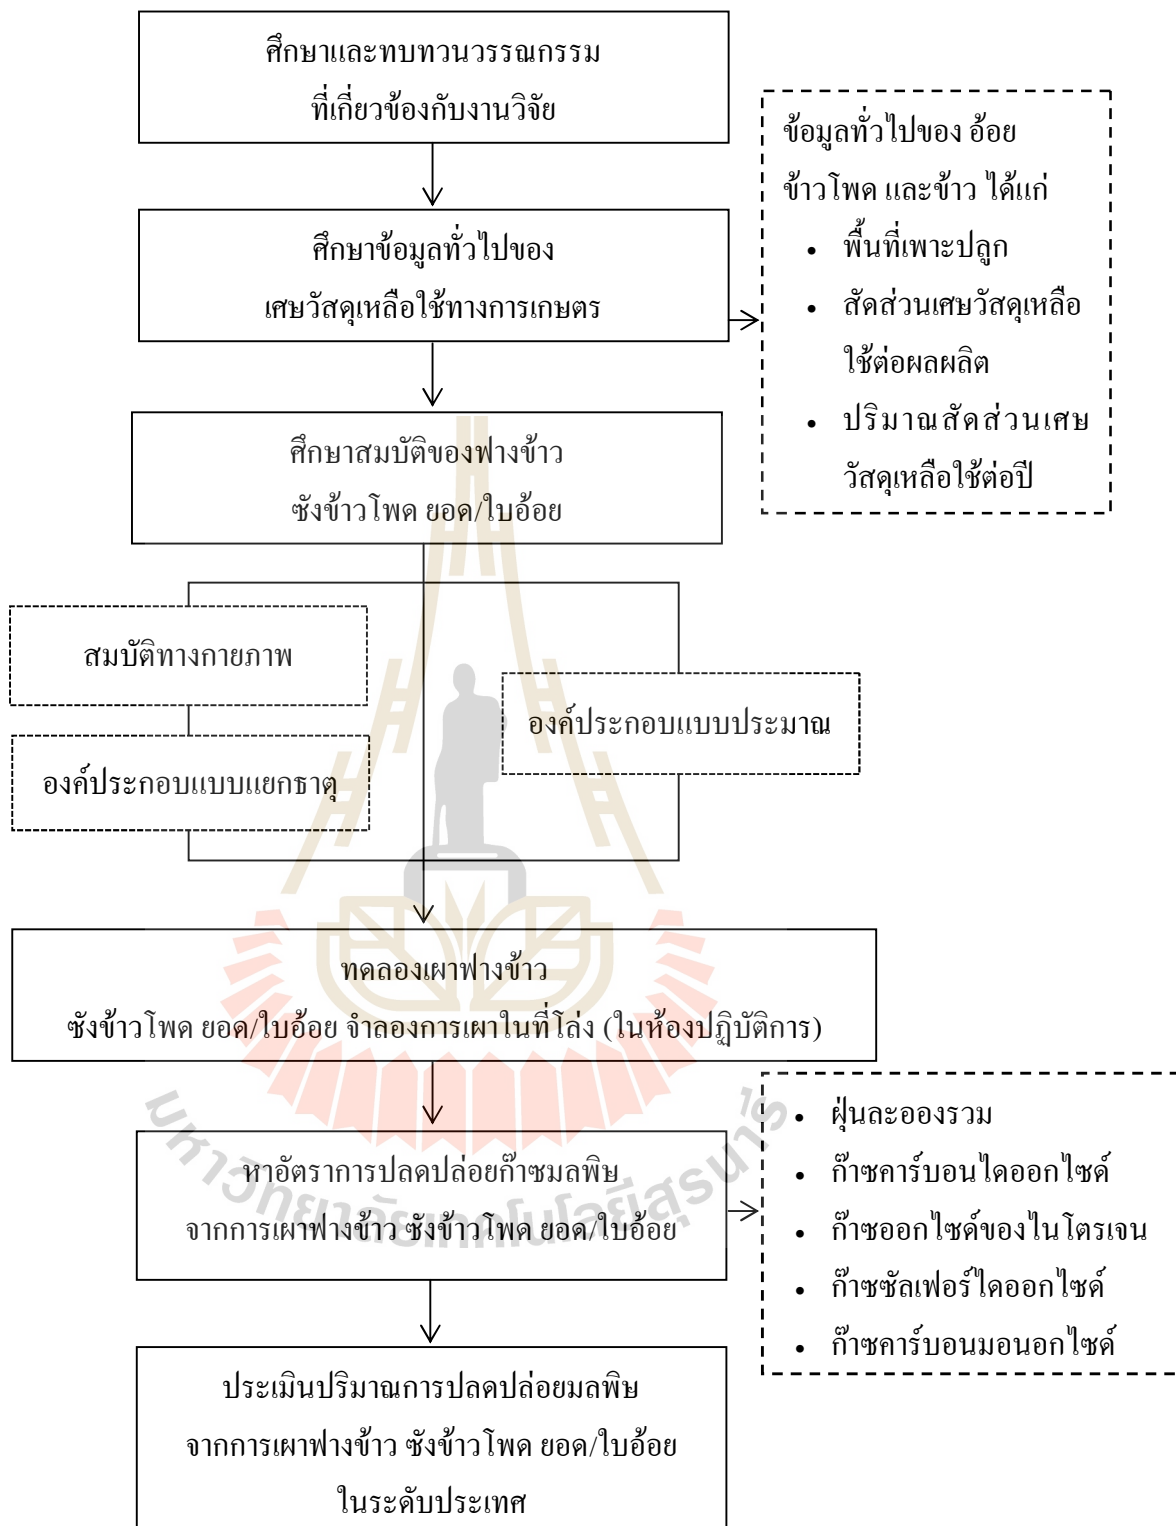 ศึกษาและทบทวนวรรณกรรม
ที่เกี่ยวข้องกับงานวิจัย
ศึกษาข้อมูลทั่วไปของ
เศษวัสดุเหลือใช้ทางการเกษตร
ข้อมูลทั่วไปของ อ้อย
ข้าวโพด และข้าว ได้แก่
• พื้นที่เพาะปลูก
• สัดส่วนเศษวัสดุเหลือ
ใช้ต่อผลผลิต
• ปริมาณสัดส่วนเศษ
วัสดุเหลือใช้ต่อปี
ศึกษาสมบัติของฟางข้าว
ซังข้าวโพด ยอด/ใบอ้อย
สมบัติทางกายภาพ
องค์ประกอบแบบประมาณ
องค์ประกอบแบบแยกธาตุ
ทดลองเผาฟางข้าว
ซังข้าวโพด ยอด/ใบอ้อย จำลองการเผาในที่โล่ง (ในห้องปฏิบัติการ)
หาอัตราการปลดปล่อยก๊าซมลพิษ
จากการเผาฟางข้าว ซังข้าวโพด ยอด/ใบอ้อย
• ฝุ่นละอองรวม
• ก๊าซคาร์บอนไดออกไซด์
• ก๊าซออกไซด์ของไนโตรเจน
• ก๊าซซัลเฟอร์ไดออกไซด์
• ก๊าซคาร์บอนมอนอกไซด์
ประเมินปริมาณการปลดปล่อยมลพิษ
จากการเผาฟางข้าว ซังข้าวโพด ยอด/ใบอ้อย
ในระดับประเทศ
มหาวิทยาลัยเทคโนโลยีสุรนารี